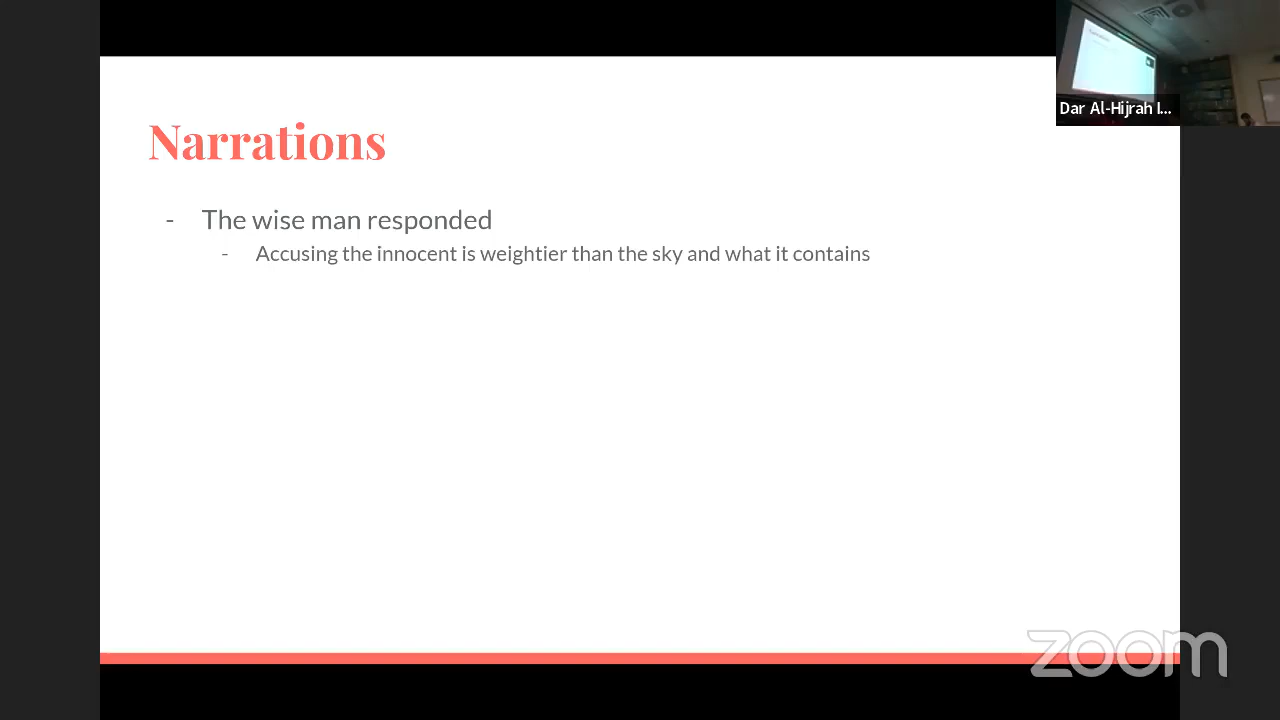 Dar Al-Hijrah I...
Narrations
- The wise man responded
- Accusing the innocent is weightier than the sky and what it contains
zoom